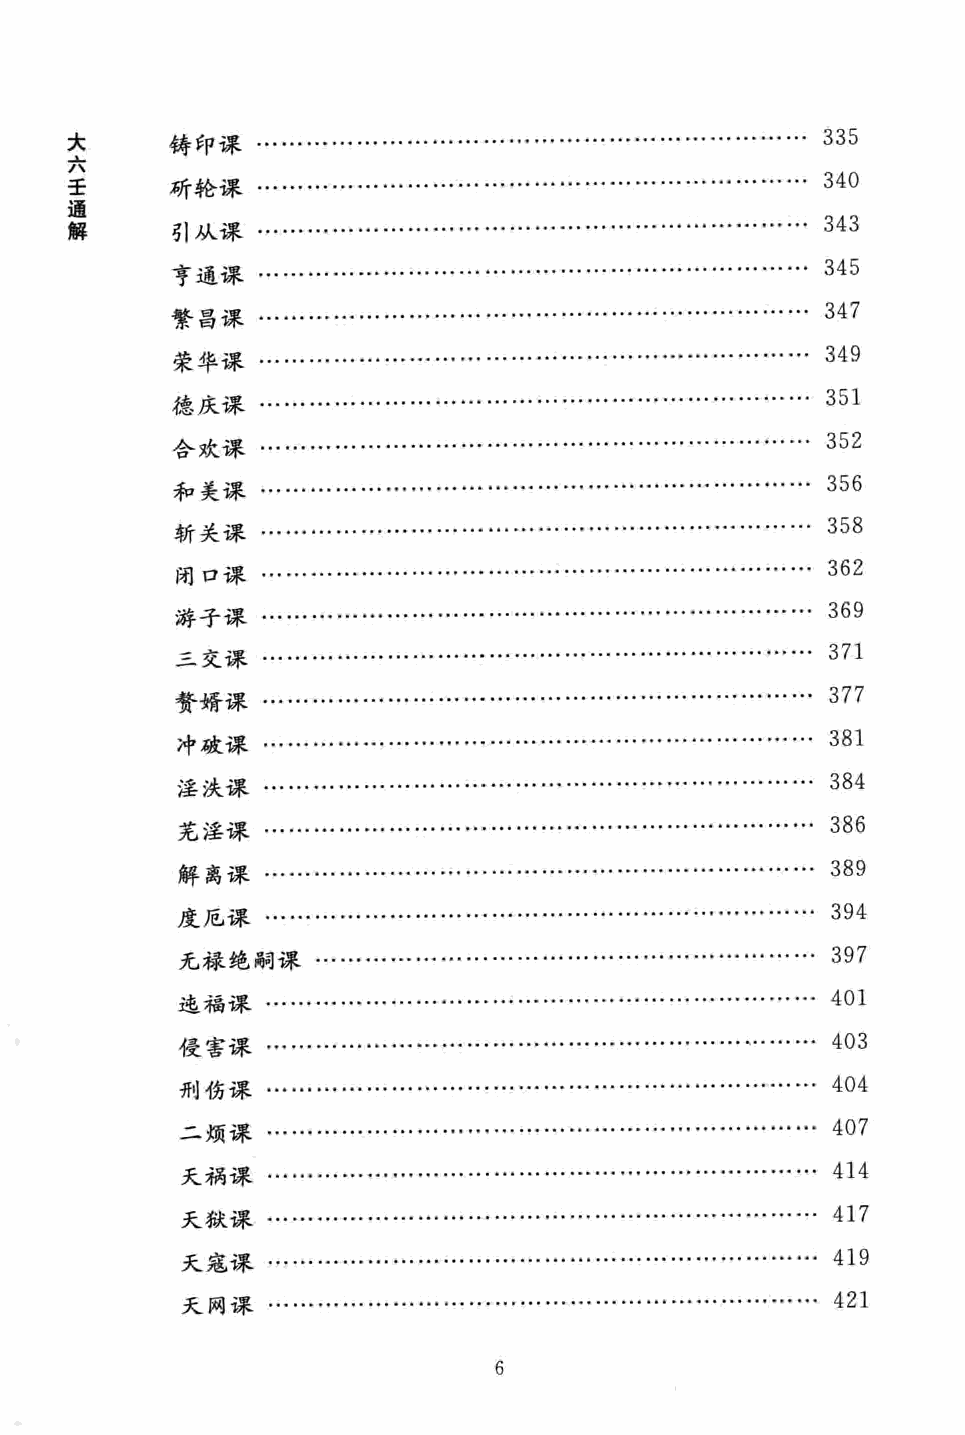 大六壬通解
铸印课 …………………………………………………………… 335
斫轮课 …………………………………………………………… 340
引从课 …………………………………………………………… 343
亨通课 …………………………………………………………… 345
繁昌课 …………………………………………………………… 347
荣华课 …………………………………………………………… 349
德庆课 …………………………………………………………… 351
合欢课 …………………………………………………………… 352
和美课 …………………………………………………………… 356
斩关课 …………………………………………………………… 358
闭口课 …………………………………………………………… 362
游子课 …………………………………………………………… 369
三交课 …………………………………………………………… 371
赘婿课 …………………………………………………………… 377
冲破课 …………………………………………………………… 381
淫泆课 …………………………………………………………… 384
芜淫课 …………………………………………………………… 386
解离课 …………………………………………………………… 389
度厄课 …………………………………………………………… 394
无禄绝嗣课 ……………………………………………………… 397
迍福课 …………………………………………………………… 401
侵害课 …………………………………………………………… 403
刑伤课 …………………………………………………………… 404
二烦课 …………………………………………………………… 407
天祸课 …………………………………………………………… 414
天狱课 …………………………………………………………… 417
天寇课 …………………………………………………………… 419
天网课 …………………………………………………………… 421
6